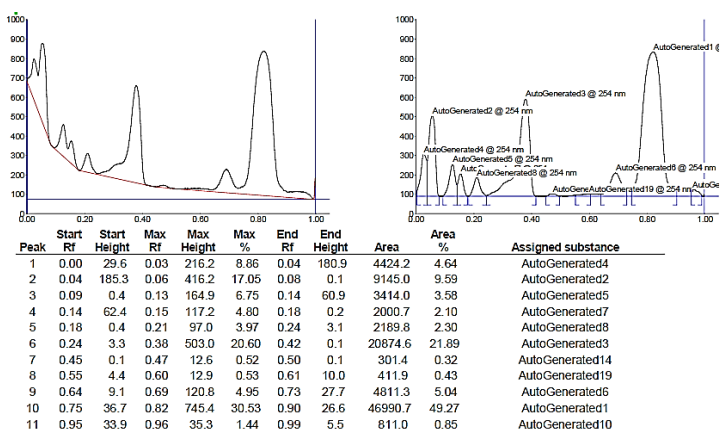 1000
900
800
700
600
500
400
300
200
100
0
0.00 0.20 0.40 0.60 0.80 1.00
1000
900
800
700
600
500
400
300
200
100
0
0.00 0.20 0.40 0.60 0.80 1.00
AutoGenerated1 @
AutoGenerated3 @ 254 nm
AutoGenerated2 @ 254 nm
AutoGenerated4 @ 254 nm
AutoGenerated5 @ 254 nm
AutoGenerated8 @ 254 nm
AutoGenerated6 @ 254 nm
AutoGenerated19 @ 254 nm
Peak Start Rf Start Height Max Rf Max Height Max % End Rf End Height Area Area % Assigned substance
1 0.00 29.6 0.03 216.2 8.86 0.04 180.9 4424.2 4.64 AutoGenerated4
2 0.04 185.3 0.06 416.2 17.05 0.08 0.1 9145.0 9.59 AutoGenerated2
3 0.09 0.4 0.13 164.9 6.75 0.14 60.9 3414.0 3.58 AutoGenerated5
4 0.14 62.4 0.15 117.2 4.80 0.18 0.2 2000.7 2.10 AutoGenerated7
5 0.18 0.4 0.21 97.0 3.97 0.24 3.1 2189.8 2.30 AutoGenerated8
6 0.24 3.3 0.38 503.0 20.60 0.42 0.1 20874.6 21.89 AutoGenerated3
7 0.45 0.1 0.47 12.6 0.52 0.50 0.1 301.4 0.32 AutoGenerated14
8 0.55 4.4 0.60 12.9 0.53 0.61 10.0 411.9 0.43 AutoGenerated19
9 0.64 9.1 0.69 120.8 4.95 0.73 27.7 4811.3 5.04 AutoGenerated6
10 0.75 36.7 0.82 745.4 30.53 0.90 26.6 46990.7 49.27 AutoGenerated1
11 0.95 33.9 0.96 35.3 1.44 0.99 5.5 811.0 0.85 AutoGenerated10